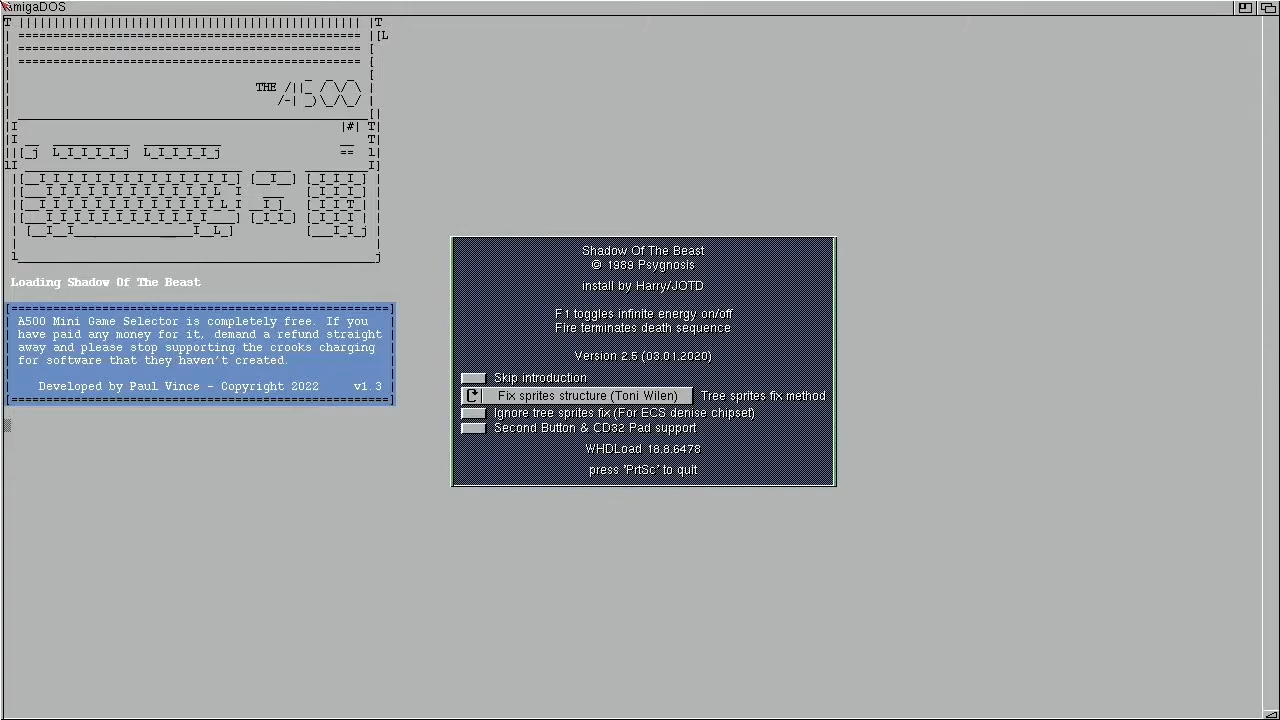 AmigaDOS
THE A500
Loading Shadow Of The Beast
A500 Mini Game Selector is completely free. If you
have paid any money for it, demand a refund straight
away and please stop supporting the crooks charging
for software that they haven't created.
Developed by Paul Vince - Copyright 2022 v1.3
Shadow Of The Beast
© 1989 Psygnosis
install by Harry/JOTD
F1 toggles infinite energy on/off
Fire terminates death sequence
Version 2.5 (03.01.2020)
Skip introduction
Fix sprites structure (Toni Wilen) ee sprites fix method
Ignore tree sprites fix (For ECS denise chipset)
Second Button & CD32 Pad support
WHDLoad 18.8.6478
press 'PrtSc' to quit